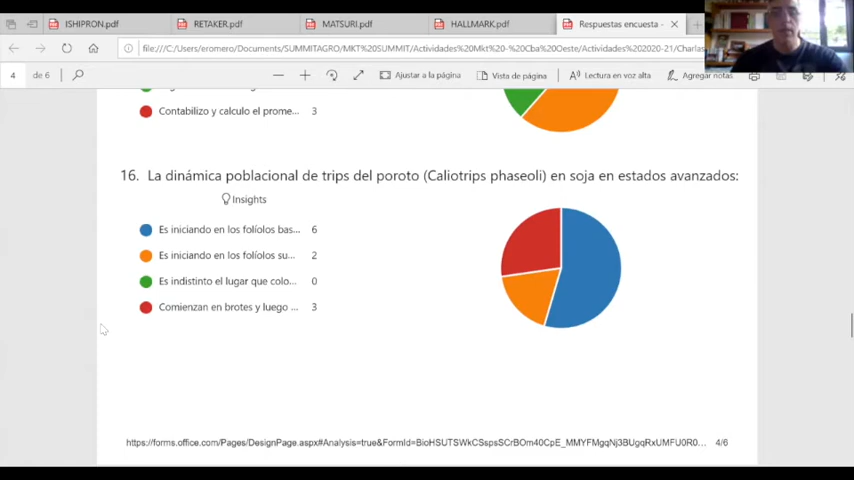 ISHIPRON.pdf
RETAKER.pdf
MATSURI.pdf
HALLMARK.pdf
Respuestas encuesta -
file:///C:/Users/eromero/Documents/SUMMITAGRO/MKT%20SUMMIT/Actividades%20Mkt%20-%20Cba%20Oeste/Actividades%202020-21/Charlas
4 de 6
Ajustar a la página
Vista de página
Lectura en voz alta
Agregar notas
Contabilizo y calculo el prome... 3
16. La dinámica poblacional de trips del poroto (Caliotrips phaseoli) en soja en estados avanzados:
Insights
Es iniciando en los folíolos bas... 6
Es iniciando en los folíolos su... 2
Es indistinto el lugar que colo... 0
Comienzan en brotes y luego ... 3
https://forms.office.com/Pages/DesignPage.aspx#Analysis=true&FormId=BioHSUTSWkCSspsSCrBOm40CpE_MMYFMgqNj3BUgqRxUMFU0R0... 4/6